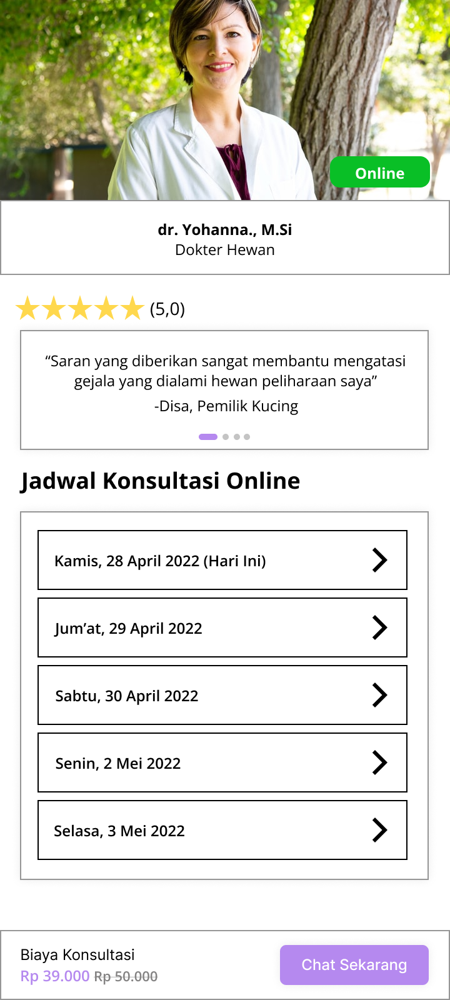 Online
dr. Yohanna., M.Si
Dokter Hewan
(5,0)
“Saran yang diberikan sangat membantu mengatasi
gejala yang dialami hewan peliharaan saya”
-Disa, Pemilik Kucing
Jadwal Konsultasi Online
Kamis, 28 April 2022 (Hari Ini)
Jum’at, 29 April 2022
Sabtu, 30 April 2022
Senin, 2 Mei 2022
Selasa, 3 Mei 2022
Biaya Konsultasi
Rp 39.000 Rp 50.000
Chat Sekarang